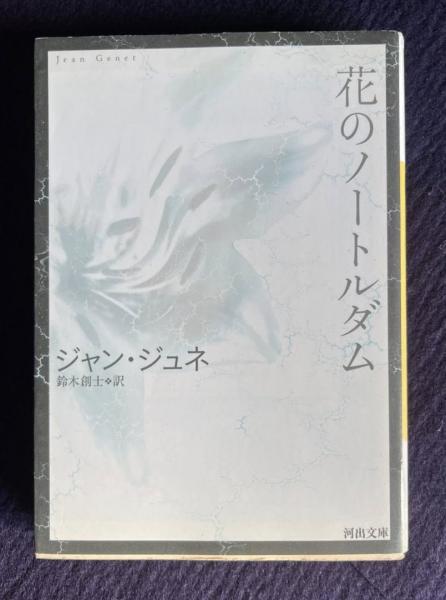 Jean Genet
花のノートルダム
ジャン・ジュネ
鈴木創士❖訳
河出文庫